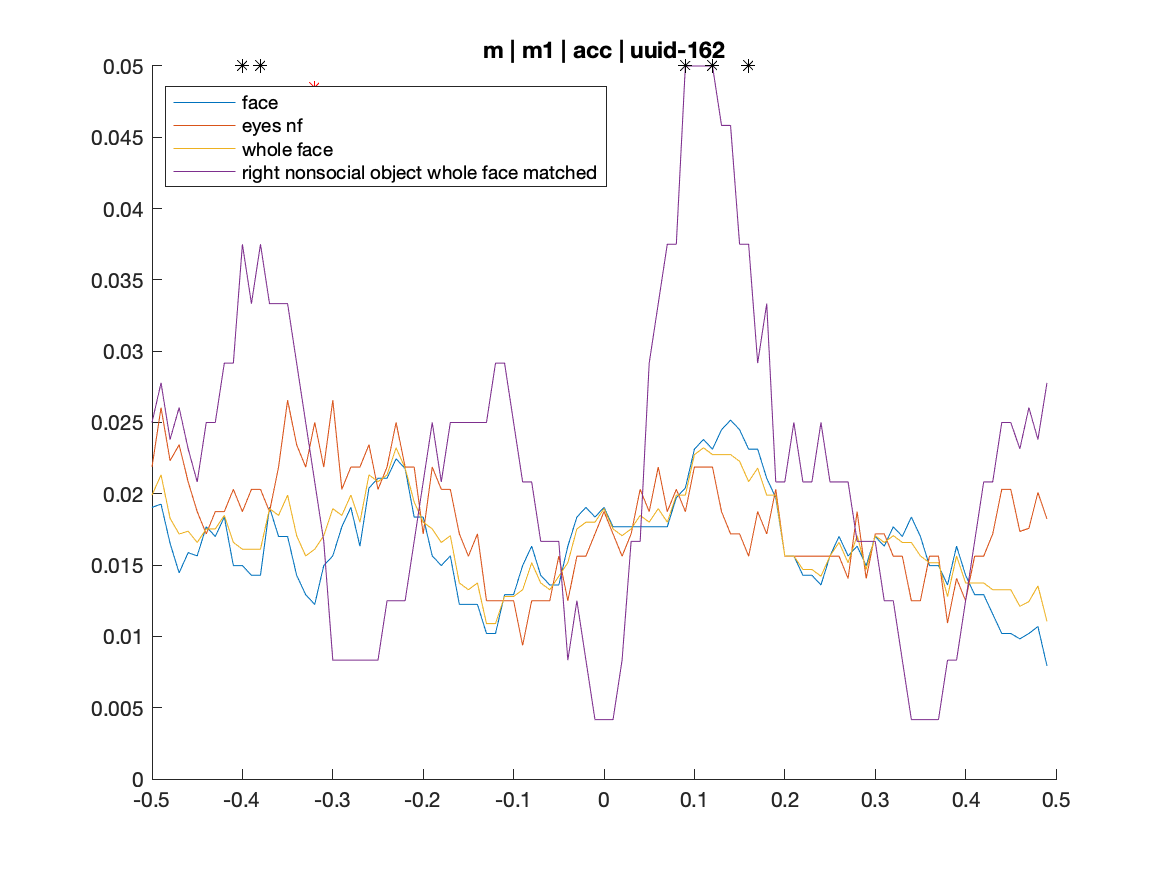 m | m1 | acc | uuid-162
0.05
face
eyes nf
whole face
right nonsocial object whole face matched
0.045
0.04
0.035
0.03
0.025
0.02
0.015
0.01
0.005
0
-0.5 -0.4 -0.3 -0.2 -0.1 0 0.1 0.2 0.3 0.4 0.5